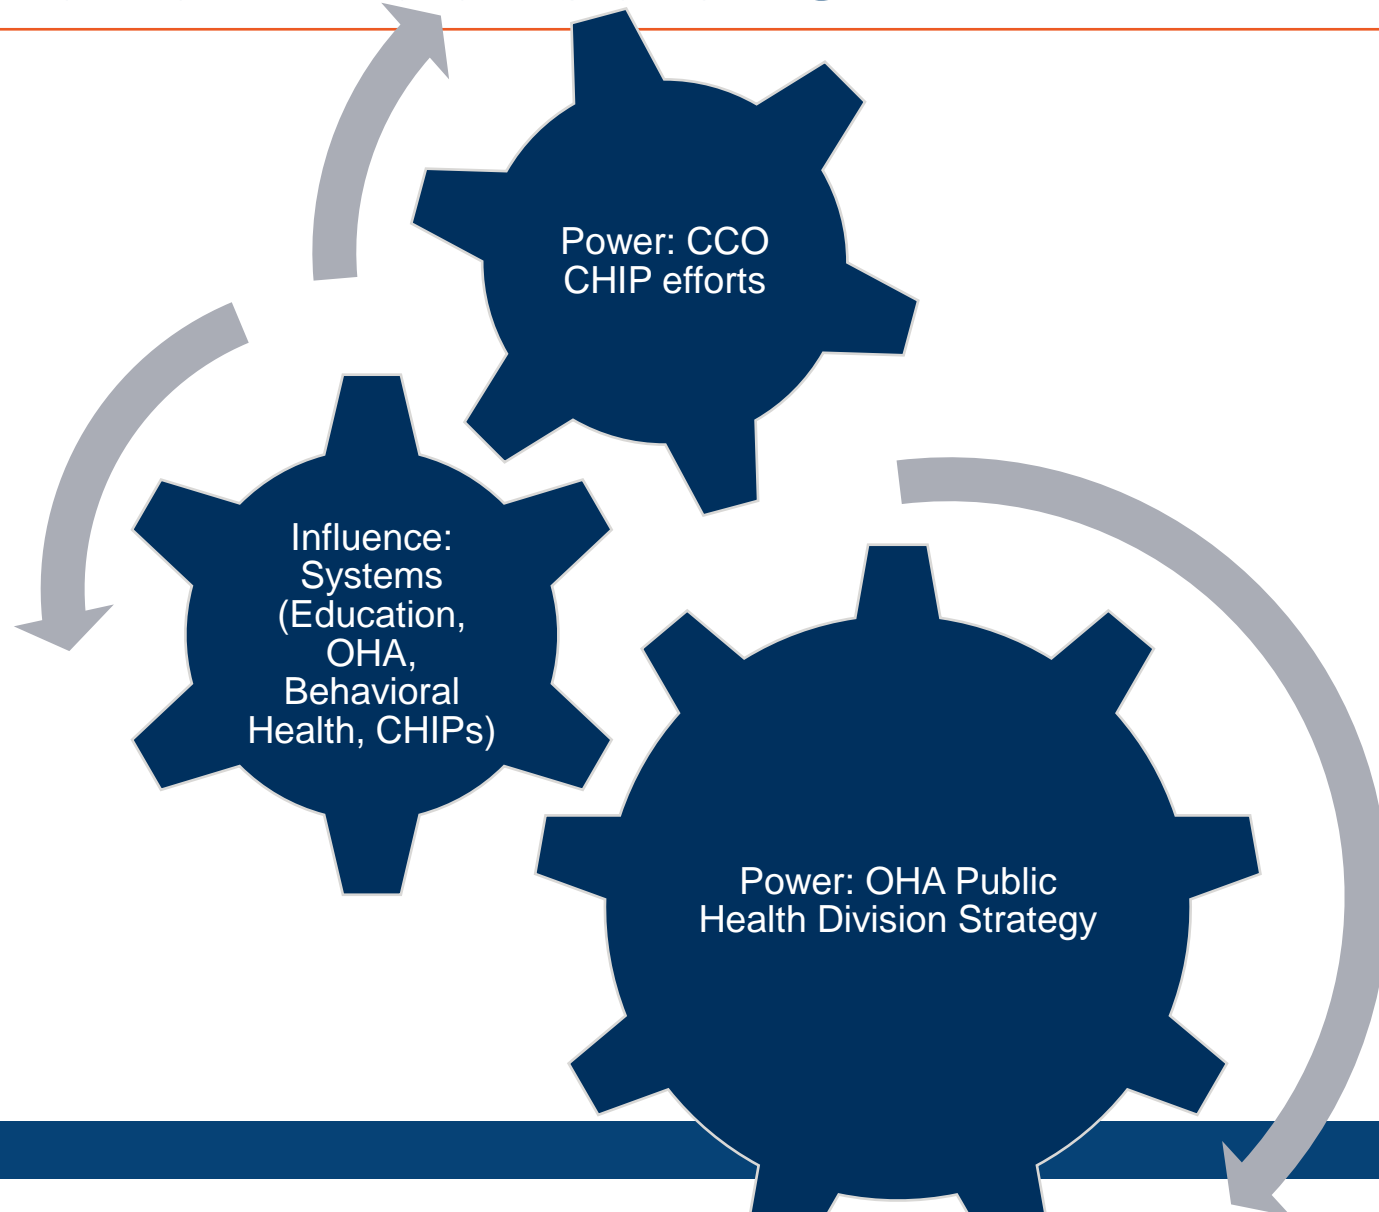 Power: CCO
CHIP efforts
Influence:
Systems
(Education,
OHA,
Behavioral
Health, CHIPs)
Power: OHA Public
Health Division Strategy